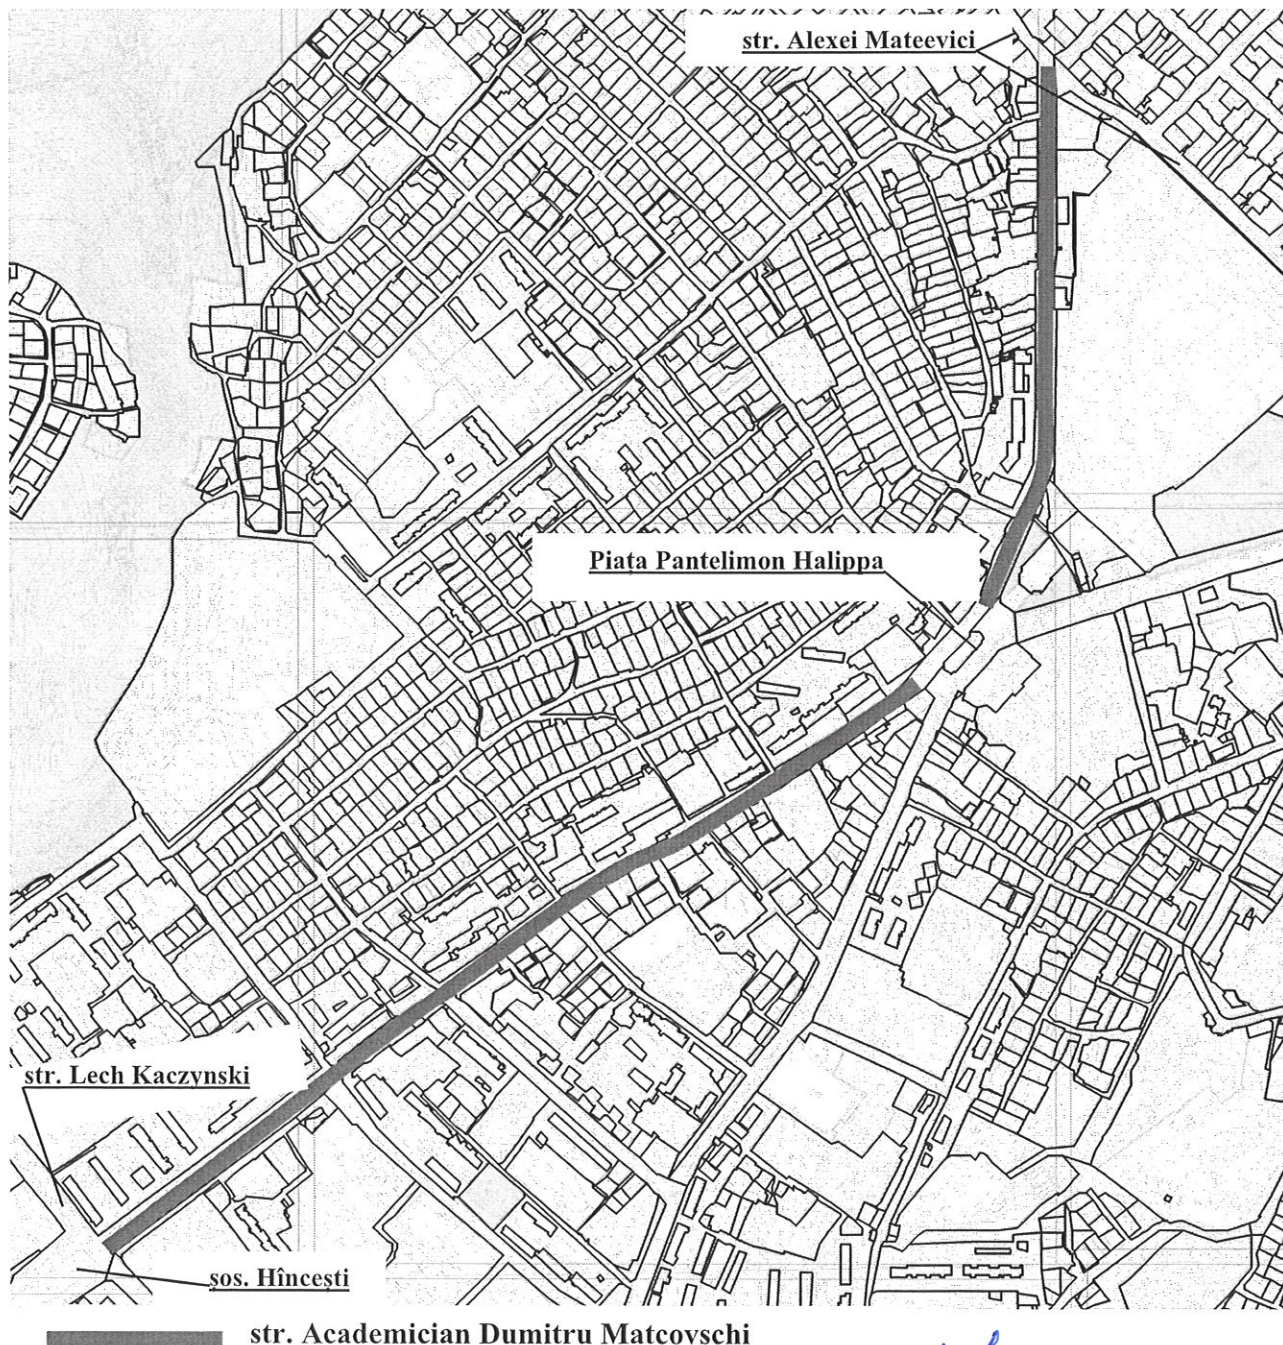 str. Alexei Mateevici
Piața Pantelimon Halippa
str. Lech Kaczynski
șos. Hîncești
str. Academician Dumitru Matcovschi